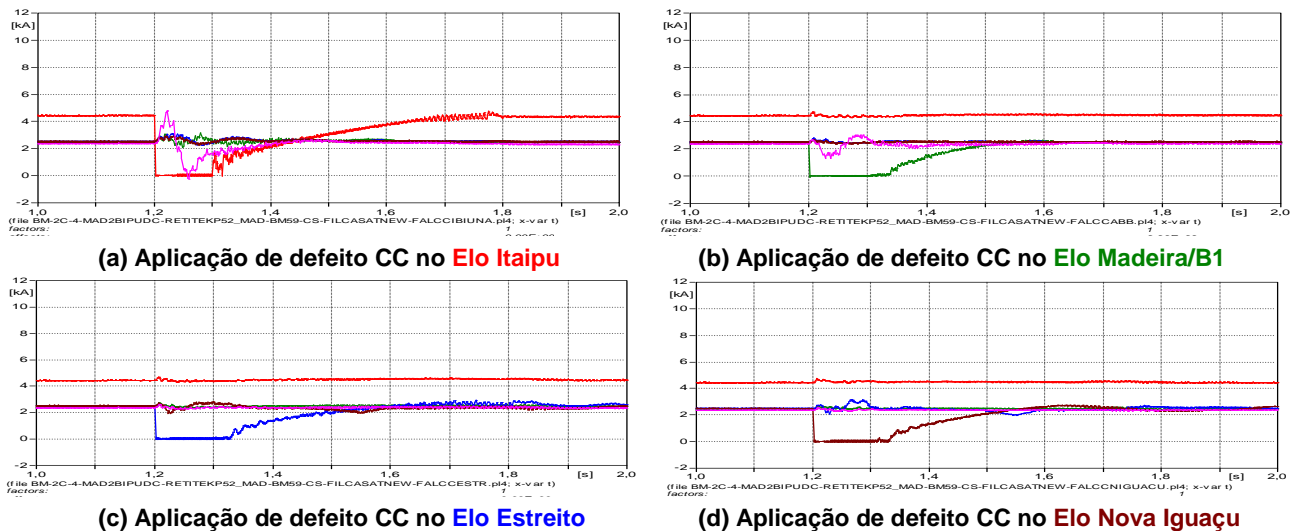 12
[kA]
10
8
6
4
2
0
-2
1,0 1,2 1,4 1,6 1,8 [s] 2,0
(file BM-2C-4-MAD2BIPUDC-RETITEKP52_MAD-BM59-CS-FILCASATNEW-FALCCIBIUNA.pl4; x-var t)
factors: 1
12
[kA]
10
8
6
4
2
0
-2
1,0 1,2 1,4 1,6 1,8 [s] 2,0
(file BM-2C-4-MAD2BIPUDC-RETITEKP52_MAD-BM59-CS-FILCASATNEW-FALCCABB.pl4; x-var t)
factors: 1
(a) Aplicação de defeito CC no Elo Itaipu
(b) Aplicação de defeito CC no Elo Madeira/B1
12
[kA]
10
8
6
4
2
0
-2
1,0 1,2 1,4 1,6 1,8 [s] 2,0
(file BM-2C-4-MAD2BIPUDC-RETITEKP52_MAD-BM59-CS-FILCASATNEW-FALCCESTR.pl4; x-var t)
factors: 1
12
[kA]
10
8
6
4
2
0
-2
1,0 1,2 1,4 1,6 1,8 [s] 2,0
(file BM-2C-4-MAD2BIPUDC-RETITEKP52_MAD-BM59-CS-FILCASATNEW-FALCCNIGUACU.pl4; x-var t)
factors: 1
(c) Aplicação de defeito CC no Elo Estreito
(d) Aplicação de defeito CC no Elo Nova Iguaçu